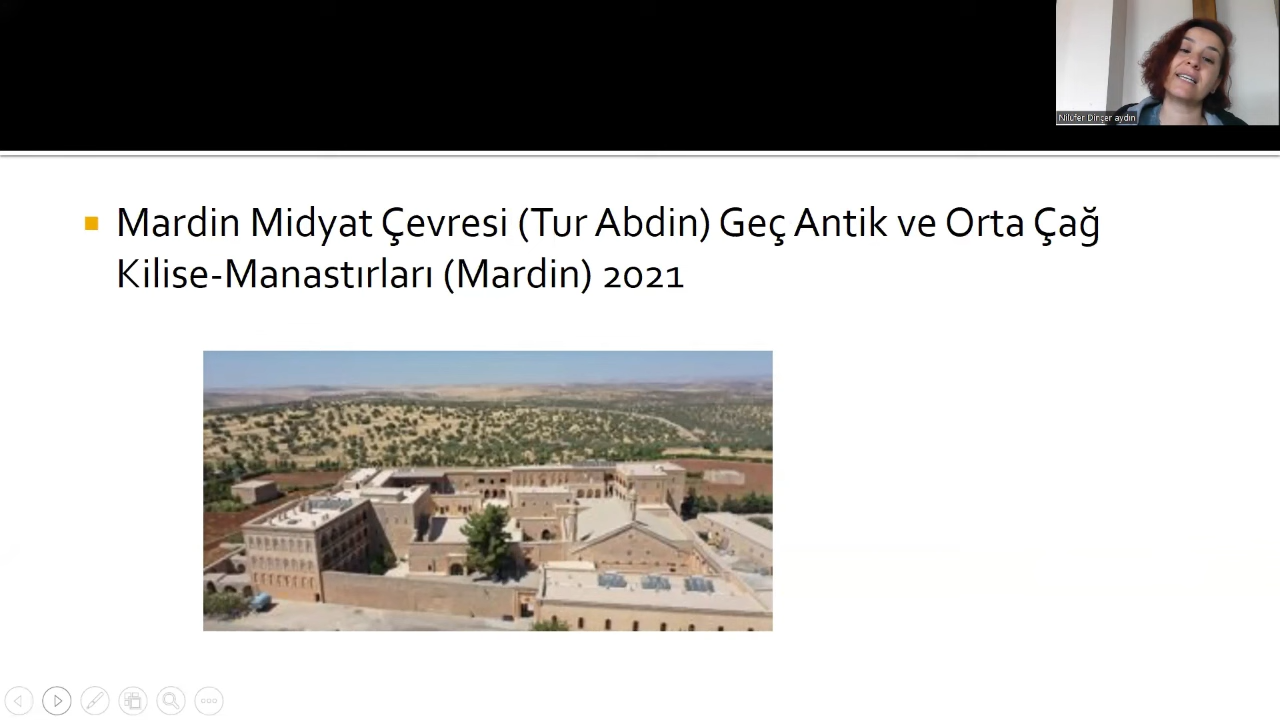 Nilüfer Dinçer aydın
Mardin Midyat Çevresi (Tur Abdin) Geç Antik ve Orta Çağ
Kilise-Manastırları (Mardin) 2021